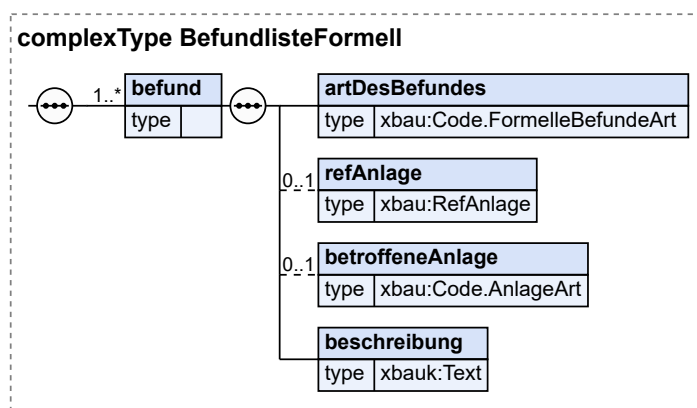 complexType BefundlisteFormell
1..*
befund
type
artDesBefundes
type xbau:Code.FormelleBefundeArt
0..1
refAnlage
type xbau:RefAnlage
0..1
betroffeneAnlage
type xbau:Code.AnlageArt
beschreibung
type xbauk:Text